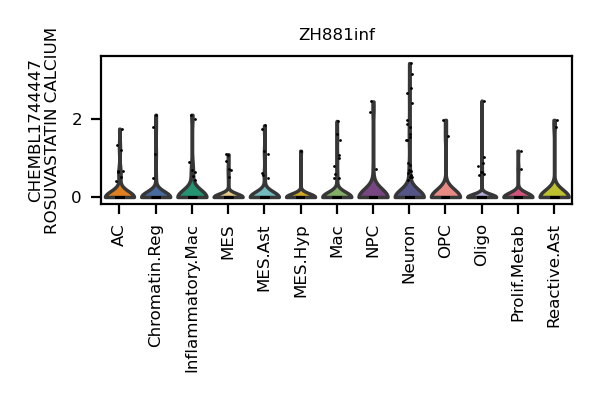 ZH881inf
CHEMBL1744447
ROSUVASTATIN CALCIUM
2
0
AC
Chromatin.Reg
Inflammatory.Mac
MES
MES.Ast
MES.Hyp
Mac
NPC
Neuron
OPC
Oligo
Prolif.Metab
Reactive.Ast